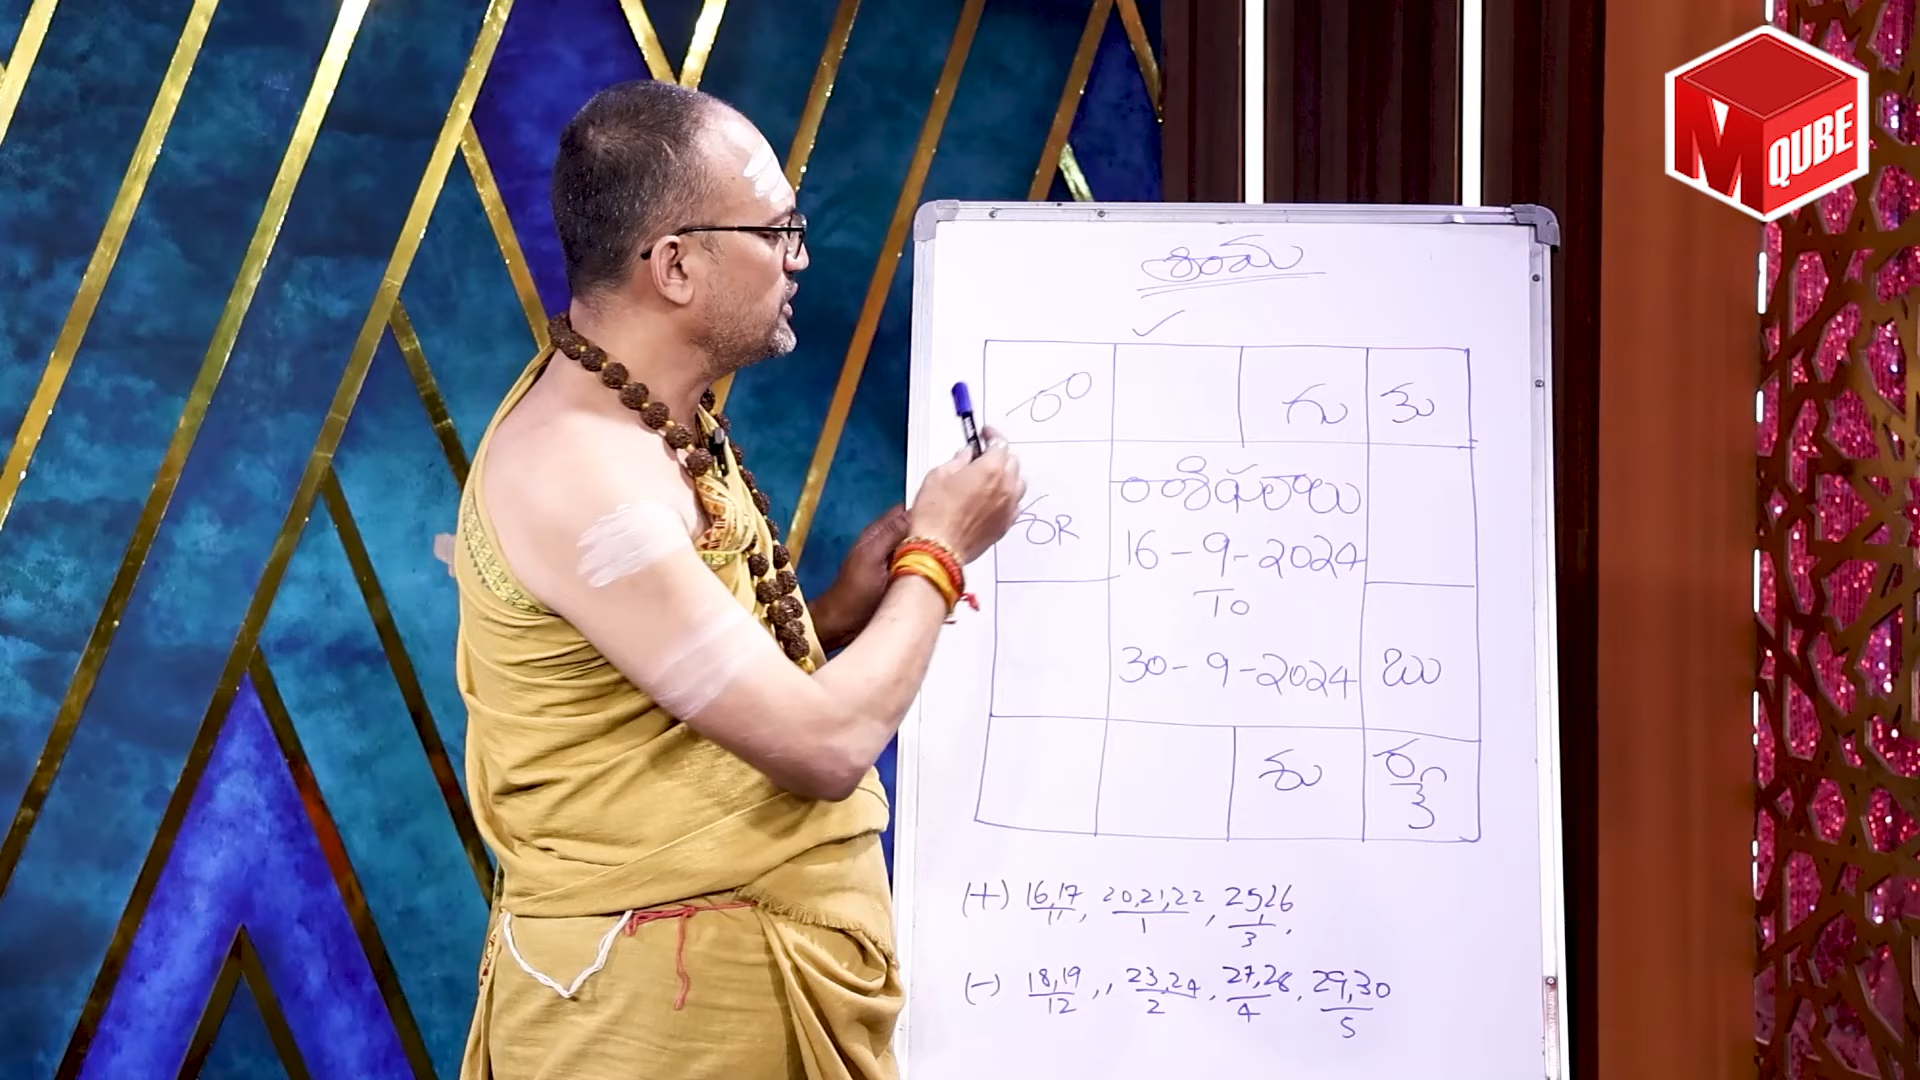 M QUBE
శ్రీరామ
రా గు కు
రాశిఫలాలు
శR 16-9-2024
To
30-9-2024 బు
శు ర/కే
(+) 16,17/11, 20,21,22/1, 25,26/3,
(-) 18,19/12,, 23,24/2, 27,28/4, 29,30/5